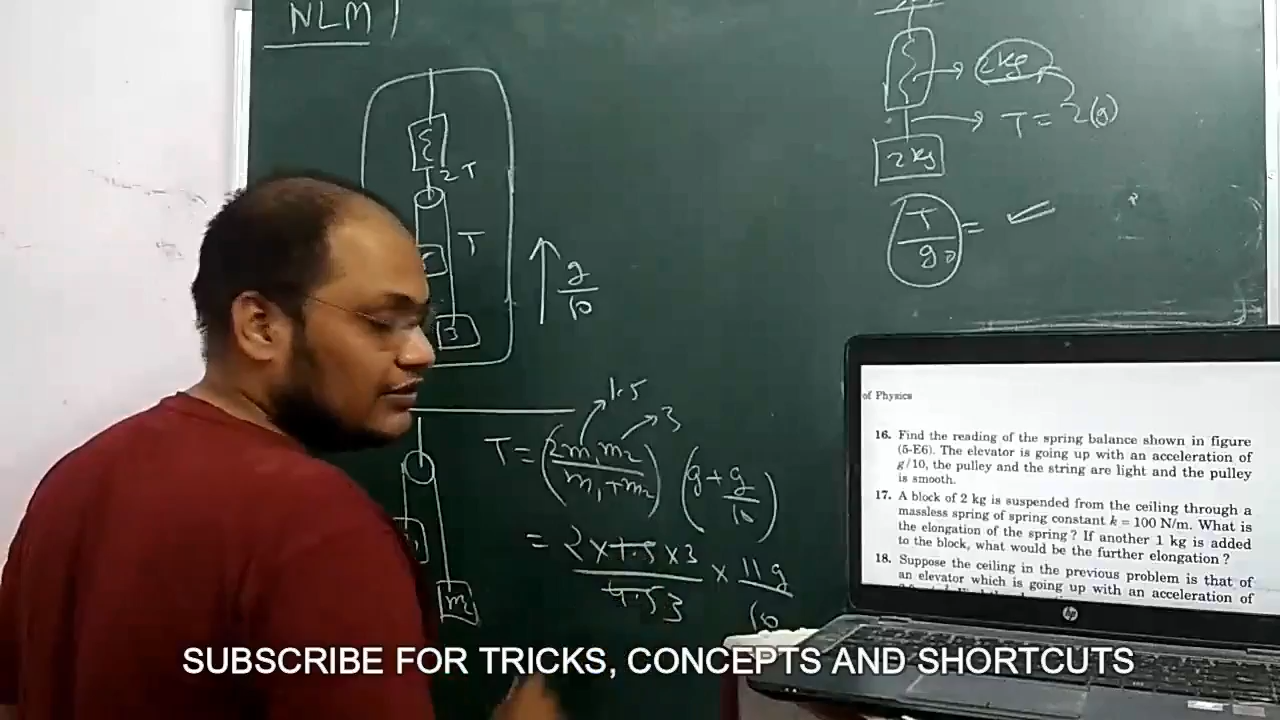 NLM
2T
T
g/10
3
2kg
T = 2(g)
2kg
T/g =
1.5
3
T = (2m₁m₂/m₁+m₂) (g + g/10)
= 2×1.5×3/4.5 3 × 11g/10
m₂
of Physics
16. Find the reading of the spring balance shown in figure
(5-E6). The elevator is going up with an acceleration of
g/10, the pulley and the string are light and the pulley
is smooth.
17. A block of 2 kg is suspended from the ceiling through a
massless spring of spring constant k = 100 N/m. What is
the elongation of the spring ? If another 1 kg is added
to the block, what would be the further elongation ?
18. Suppose the ceiling in the previous problem is that of
an elevator which is going up with an acceleration of
hp
SUBSCRIBE FOR TRICKS, CONCEPTS AND SHORTCUTS